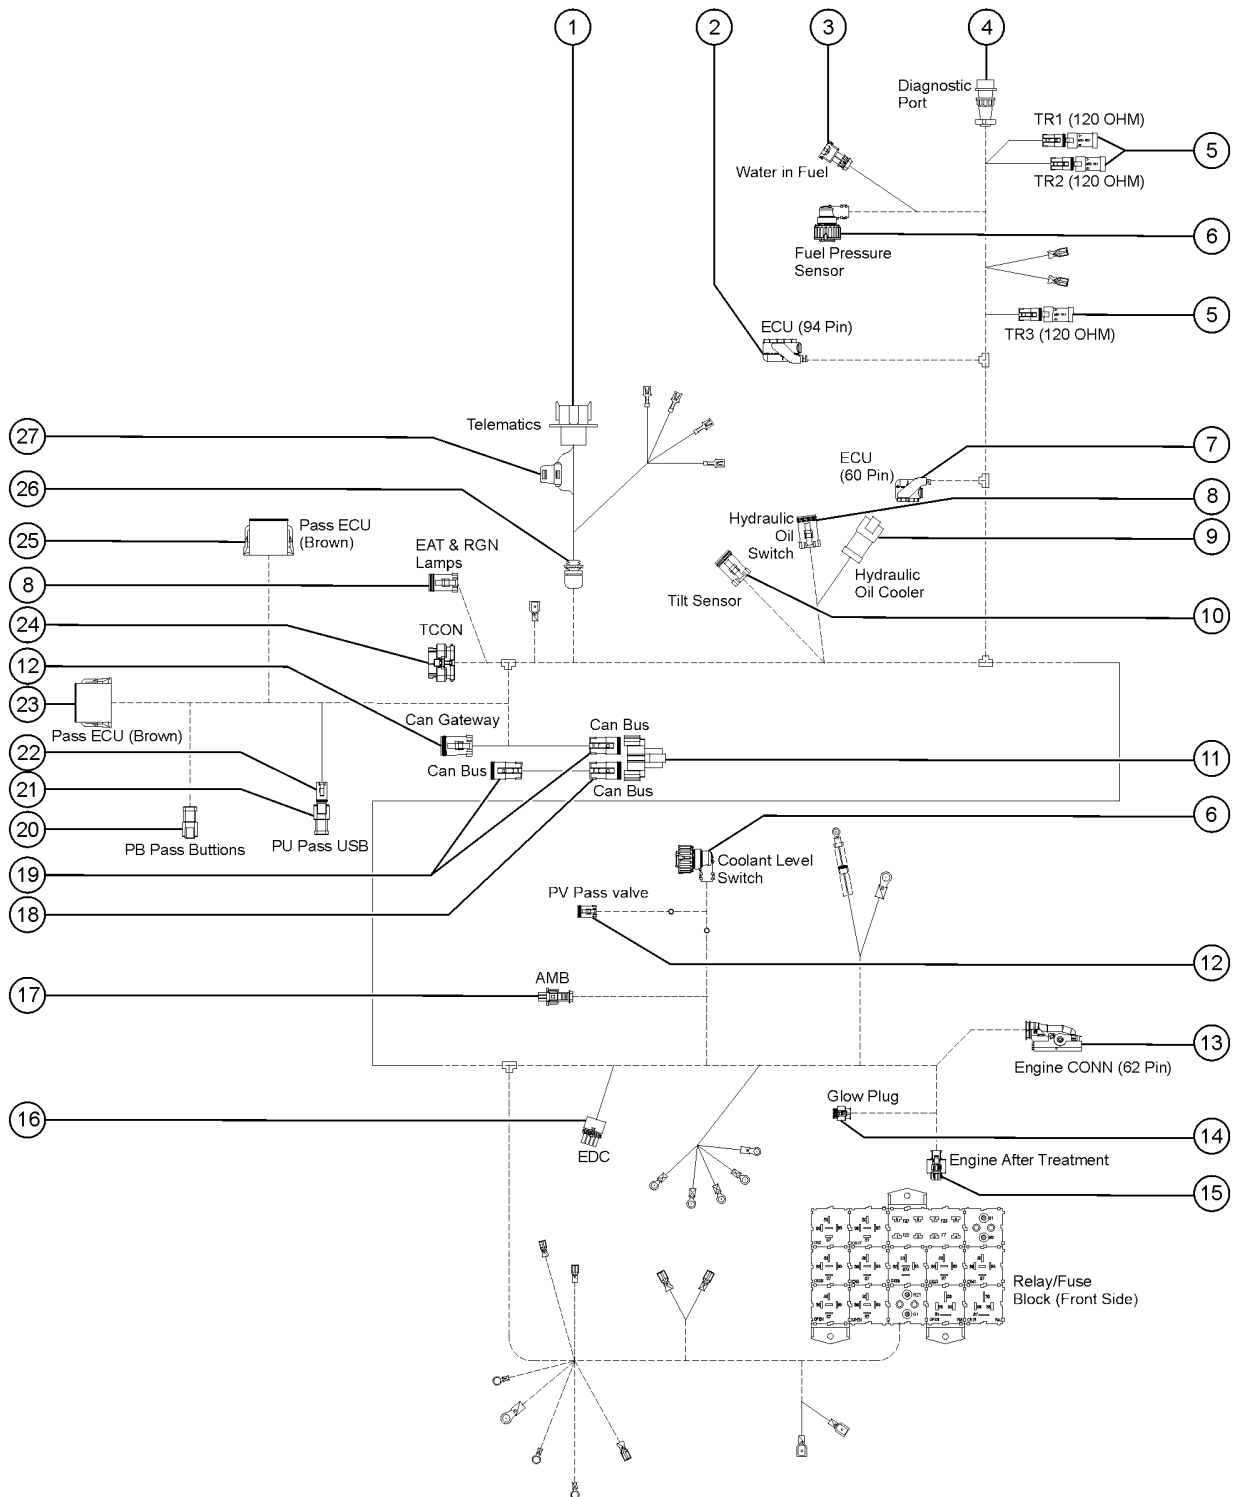 1
2
3
4
Diagnostic
Port
TR1 (120 OHM)
5
TR2 (120 OHM)
Water in Fuel
6
Fuel Pressure
Sensor
5
TR3 (120 OHM)
ECU (94 Pin)
Telematics
27
7
ECU
(60 Pin)
26
8
Hydraulic
Oil
Switch
25
Pass ECU
(Brown)
9
EAT & RGN
Lamps
Hydraulic
Oil Cooler
8
Tilt Sensor
10
24
TCON
12
23
Pass ECU (Brown)
Can Gateway
Can Bus
22
Can Bus
11
21
Can Bus
20
PB Pass Buttions
PU Pass USB
6
19
Coolant Level
Switch
18
PV Pass valve
12
17
AMB
13
Engine CONN (62 Pin)
Glow Plug
16
14
EDC
Engine After Treatment
15
Relay/Fuse
Block (Front Side)